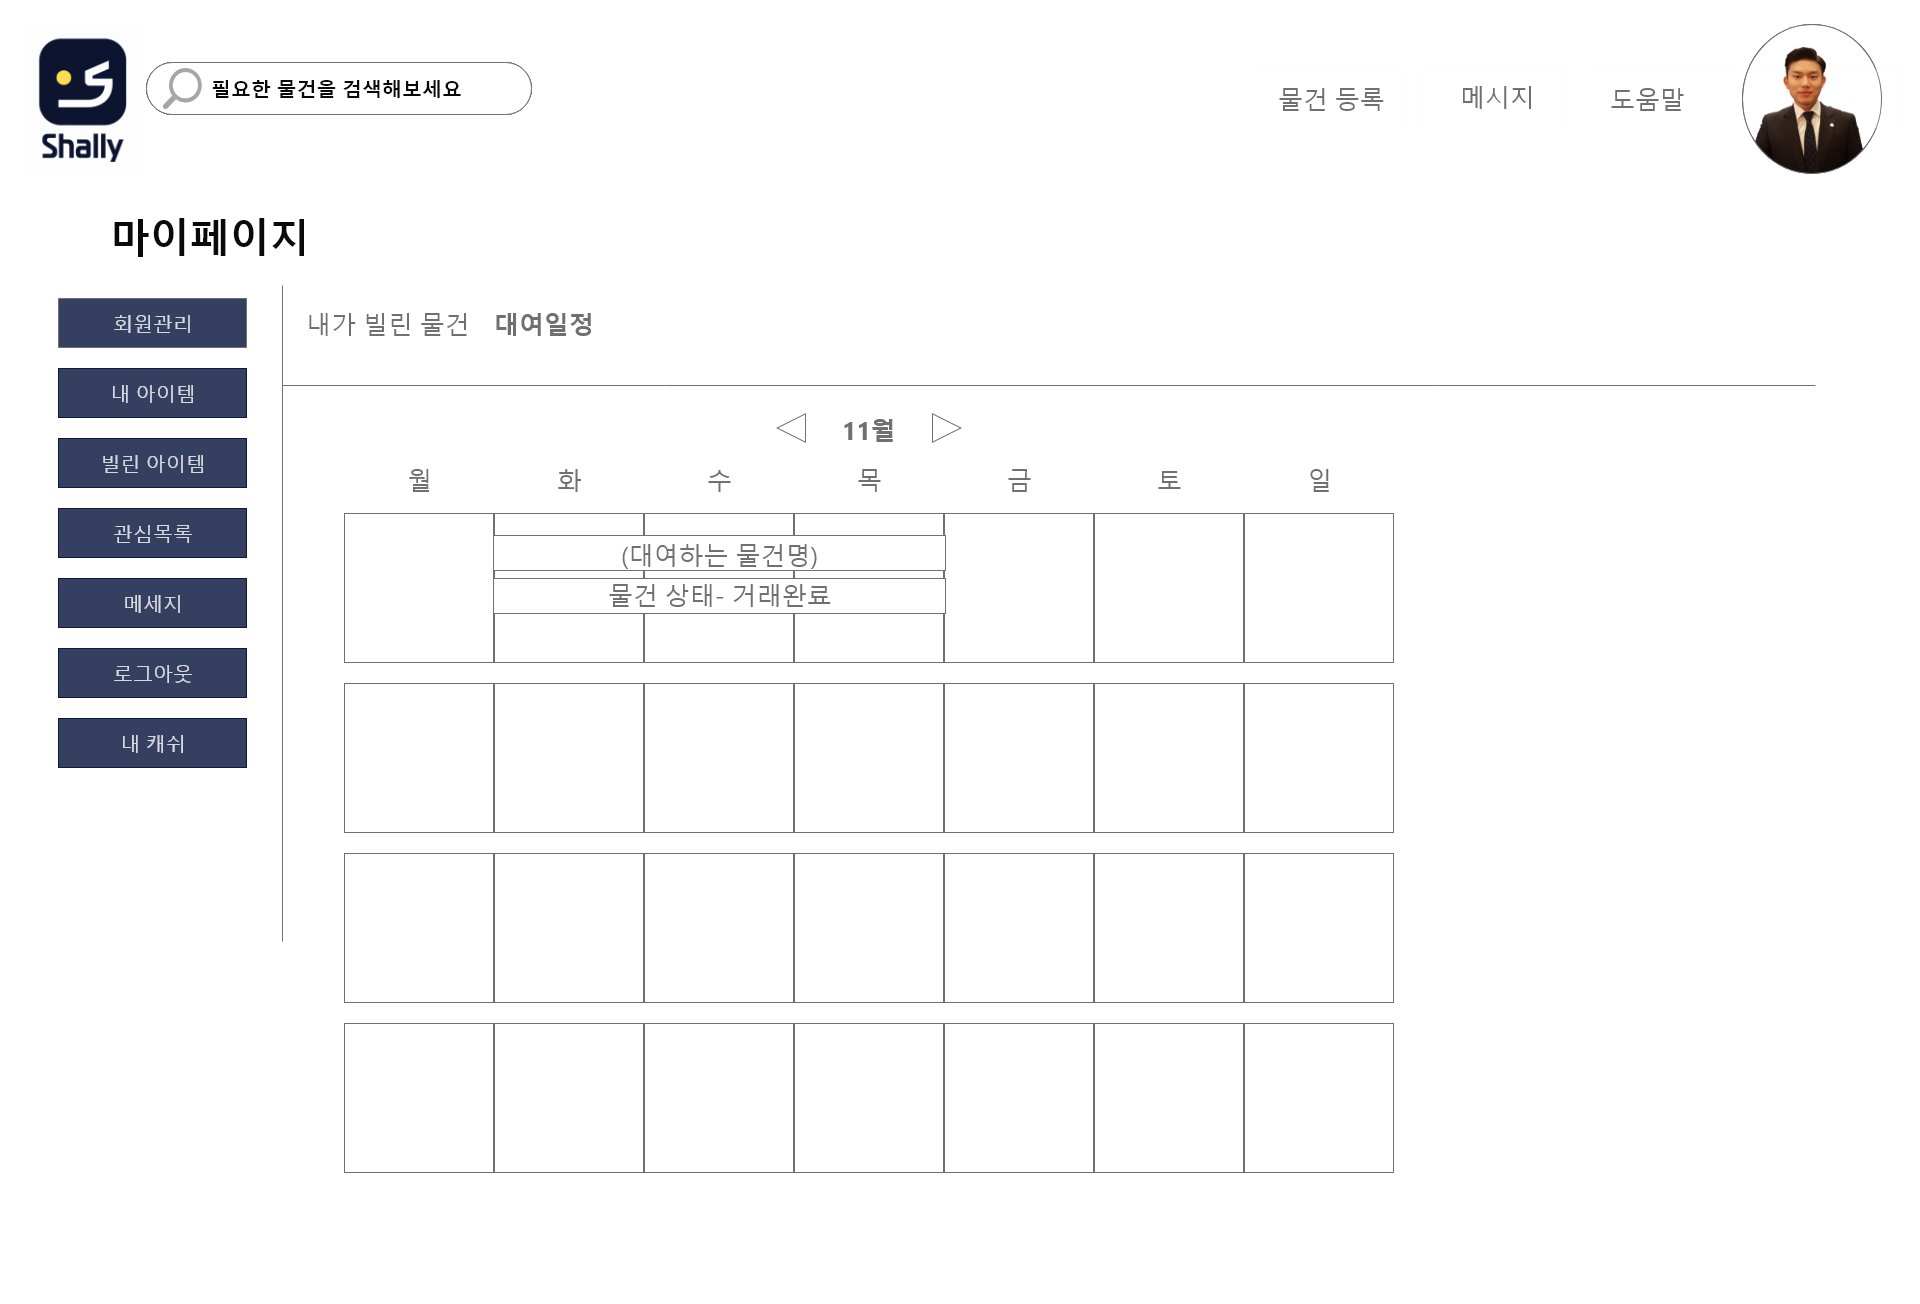 Shally
필요한 물건을 검색해보세요
물건 등록
메시지
도움말
마이페이지
회원관리
내 아이템
빌린 아이템
관심목록
메세지
로그아웃
내 캐쉬
내가 빌린 물건 대여일정
11월
월 화 수 목 금 토 일
(대여하는 물건명)
물건 상태- 거래완료